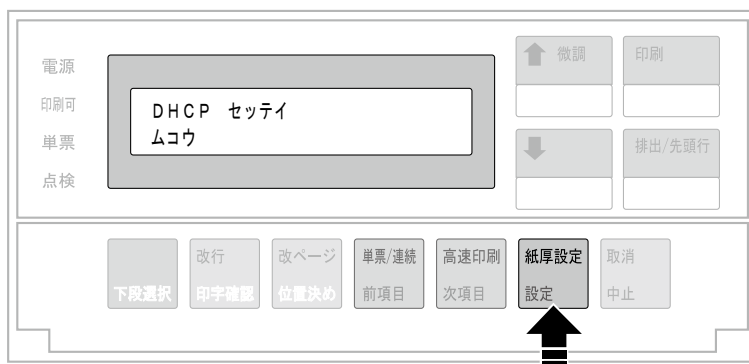 電源
印刷可
単票
点検
DHCP セッテイ
ムコウ
微調
印刷
排出/先頭行
下段選択
改行
印字確認
改ページ
位置決め
単票/連続
前項目
高速印刷
次項目
紙厚設定
設定
取消
中止